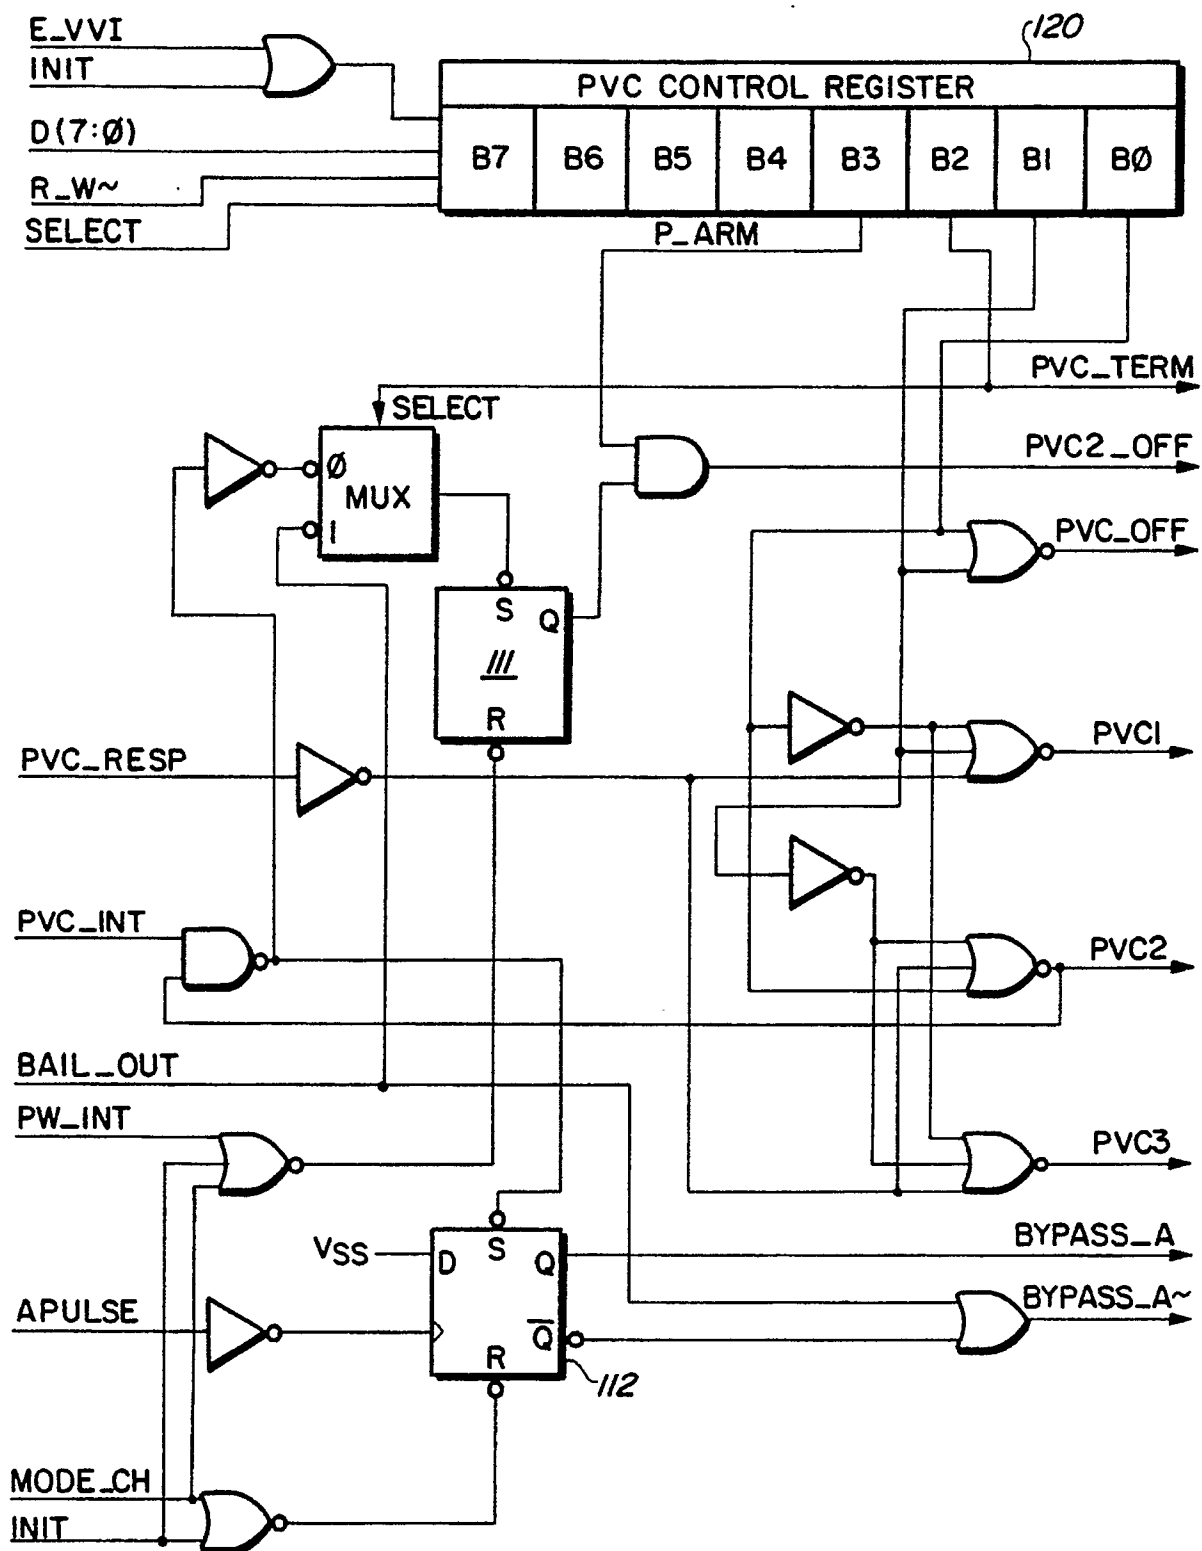 E_VVI
INIT
120
PVC CONTROL REGISTER
D(7:Ø)
B7 B6 B5 B4 B3 B2 B1 BØ
R_W~
SELECT
P_ARM
PVC_TERM
SELECT
PVC2_OFF
Ø
MUX
1
PVC_OFF
S
Q
111
R
PVC_RESP
PVC1
PVC_INT
PVC2
BAIL_OUT
PW_INT
PVC3
VSS
D
S
Q
BYPASS_A
APULSE
Q
BYPASS_A~
R
112
MODE_CH
INIT